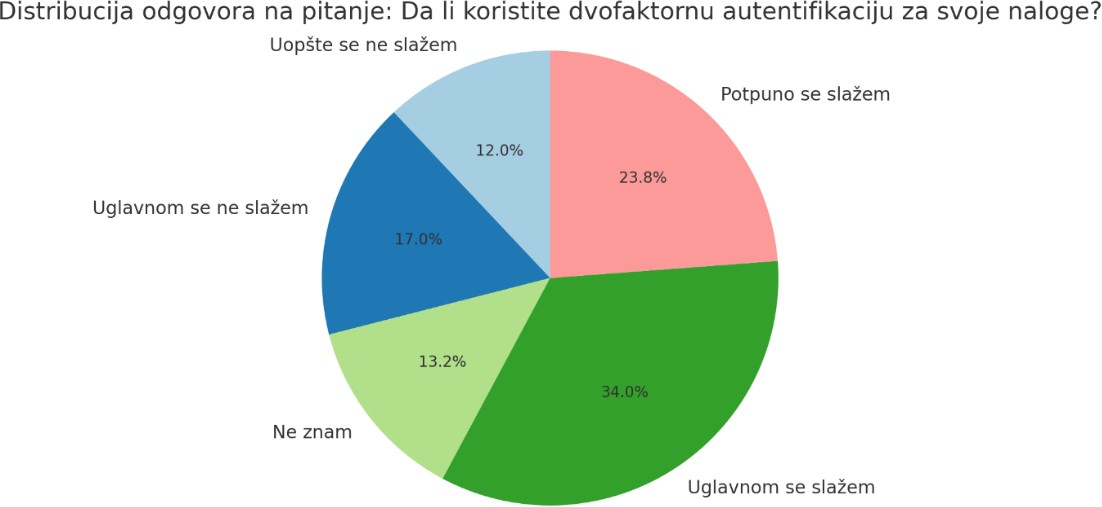 Distribucija odgovora na pitanje: Da li koristite dvofaktornu autentifikaciju za svoje naloge?
Uopšte se ne slažem
Potpuno se slažem
12.0%
23.8%
Uglavnom se ne slažem
17.0%
13.2%
34.0%
Ne znam
Uglavnom se slažem